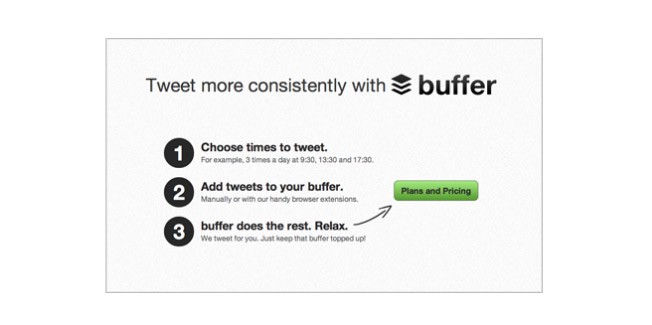 Tweet more consistently with buffer
1 Choose times to tweet.
For example, 3 times a day at 9:30, 13:30 and 17:30.
2 Add tweets to your buffer.
Manually or with our handy browser extensions.
Plans and Pricing
3 buffer does the rest. Relax.
We tweet for you. Just keep that buffer topped up!